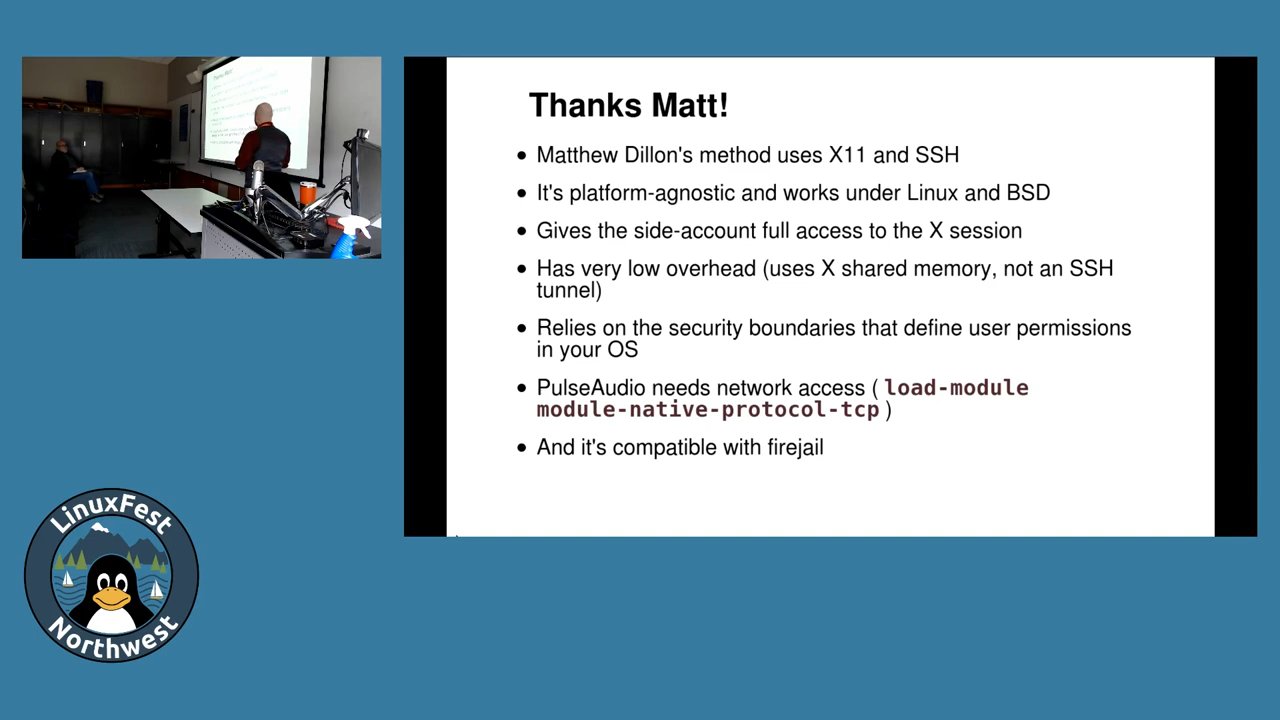 Thanks Matt!
Matthew Dillon's method uses X11 and SSH
It's platform-agnostic and works under Linux and BSD
Gives the side-account full access to the X session
Has very low overhead (uses X shared memory, not an SSH
tunnel)
Relies on the security boundaries that define user permissions
in your OS
PulseAudio needs network access ( load-module
module-native-protocol-tcp )
And it's compatible with firejail
LinuxFest
Northwest